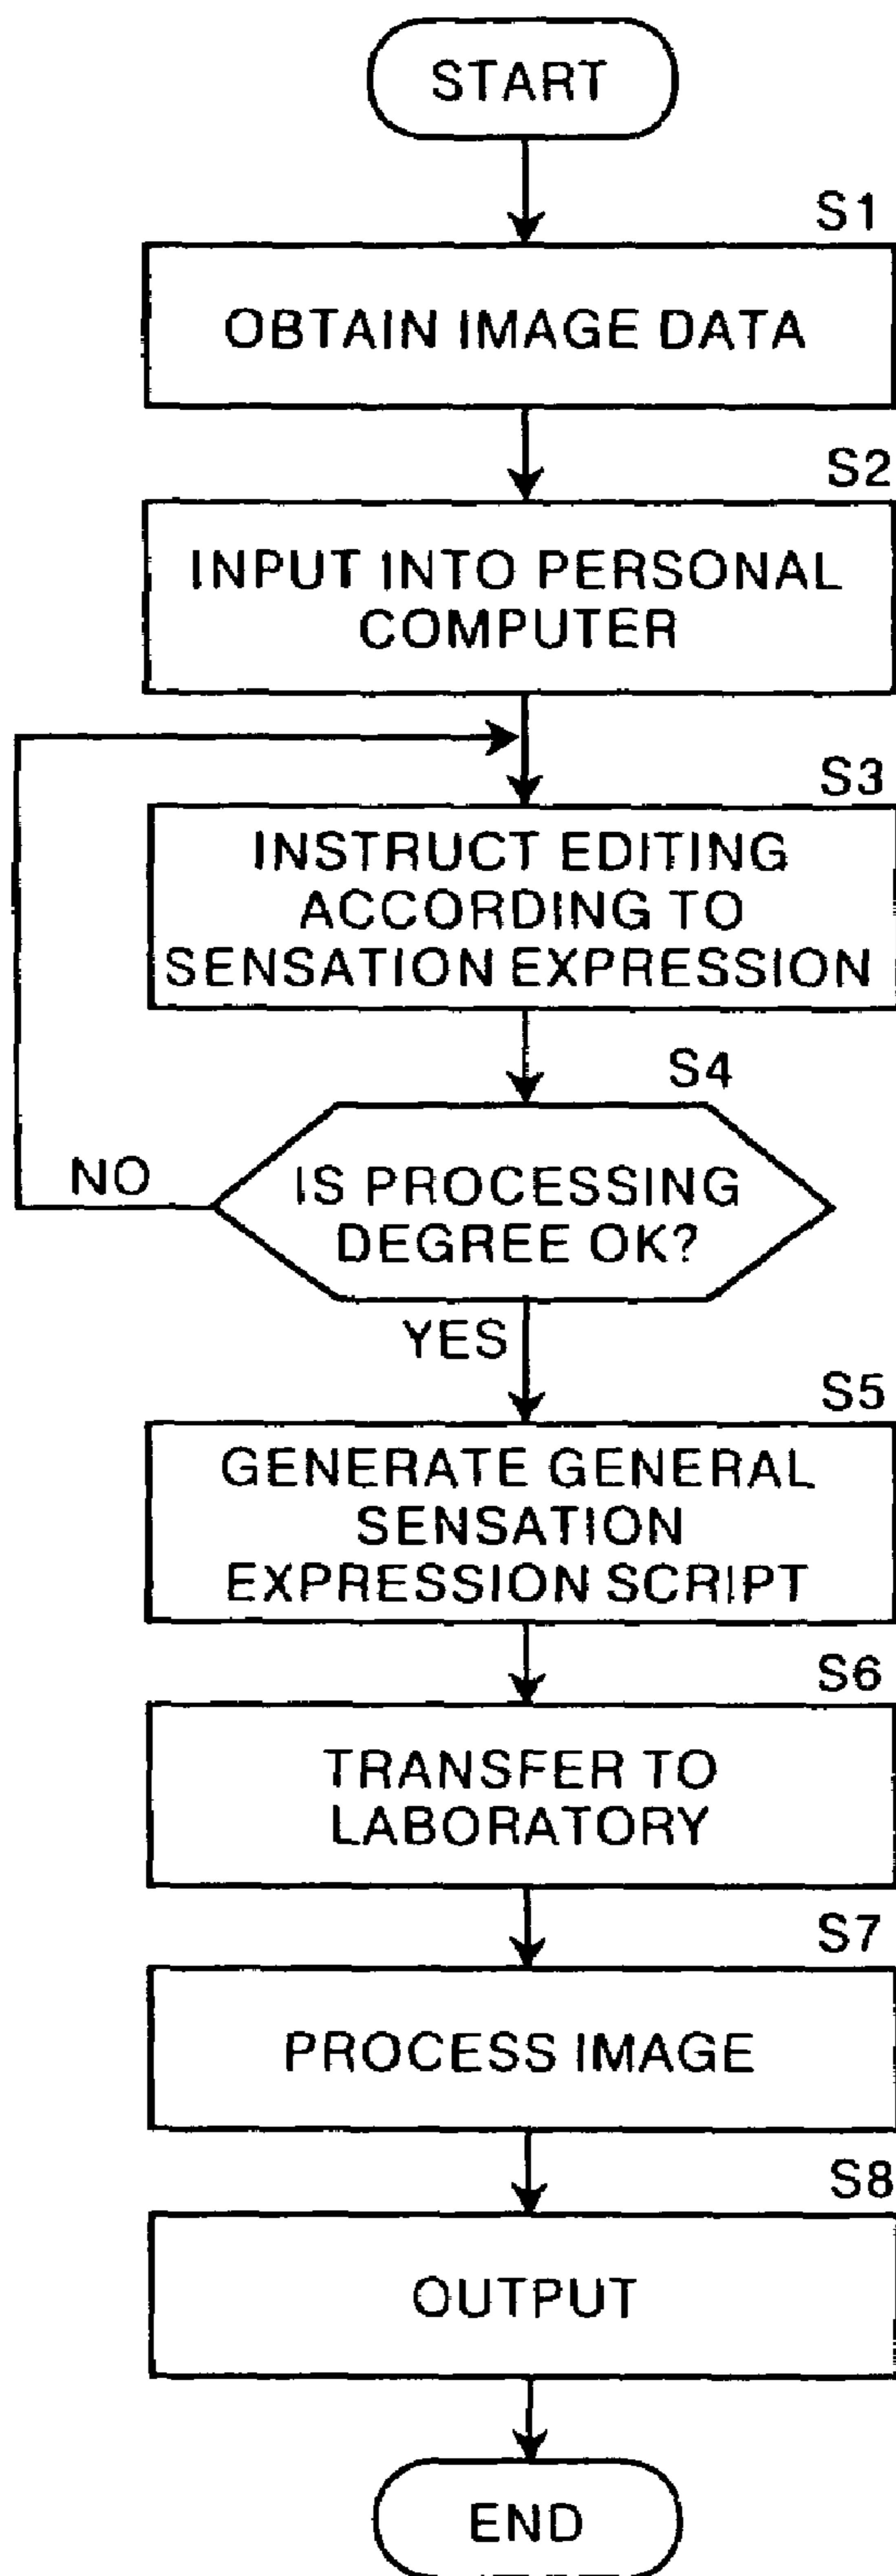 START
S1
OBTAIN IMAGE DATA
S2
INPUT INTO PERSONAL
COMPUTER
S3
INSTRUCT EDITING
ACCORDING TO
SENSATION EXPRESSION
S4
NO
IS PROCESSING
DEGREE OK?
YES
S5
GENERATE GENERAL
SENSATION
EXPRESSION SCRIPT
S6
TRANSFER TO
LABORATORY
S7
PROCESS IMAGE
S8
OUTPUT
END